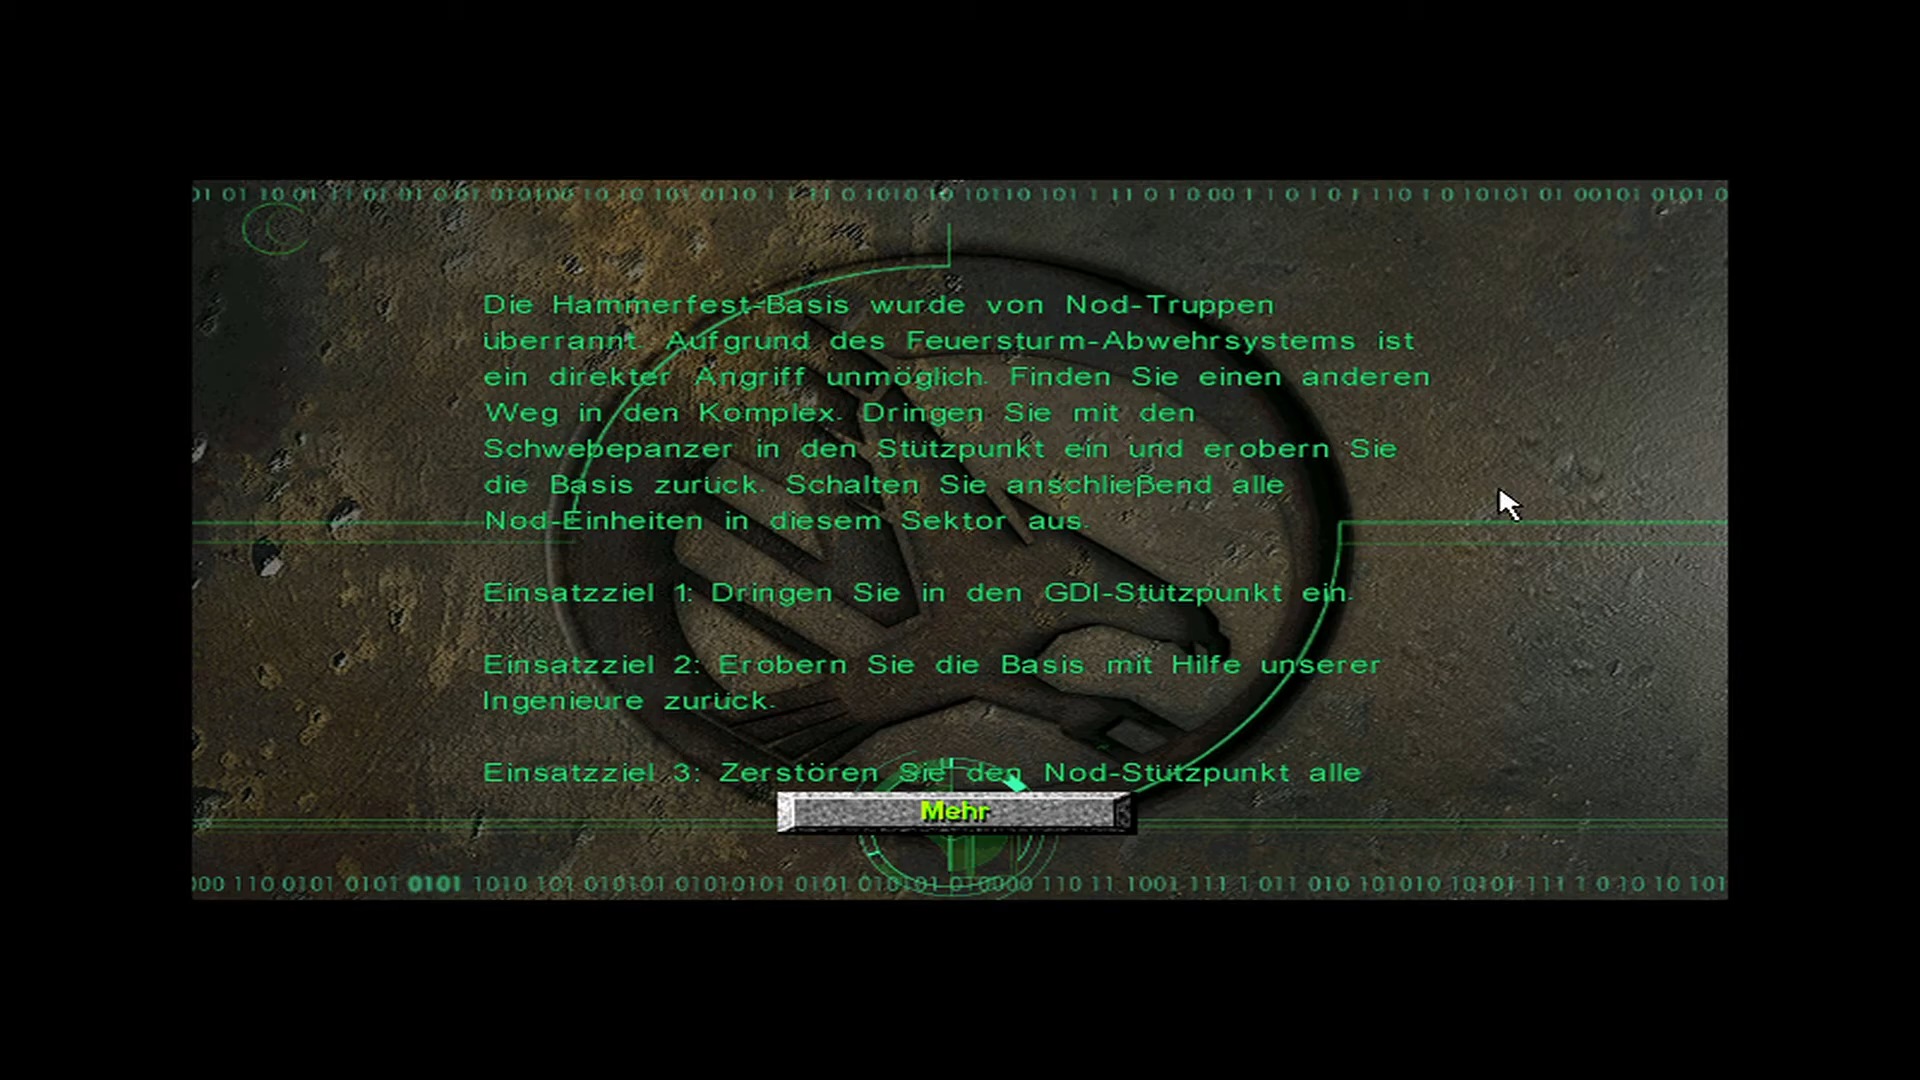 Die Hammerfest-Basis wurde von Nod-Truppen
überrannt. Aufgrund des Feuersturm-Abwehrsystems ist
ein direkter Angriff unmöglich. Finden Sie einen anderen
Weg in den Komplex. Dringen Sie mit den
Schwebepanzer in den Stützpunkt ein und erobern Sie
die Basis zurück. Schalten Sie anschließend alle
Nod-Einheiten in diesem Sektor aus.
Einsatzziel 1: Dringen Sie in den GDI-Stützpunkt ein.
Einsatzziel 2: Erobern Sie die Basis mit Hilfe unserer
Ingenieure zurück.
Einsatzziel 3: Zerstören Sie den Nod-Stützpunkt alle
Mehr